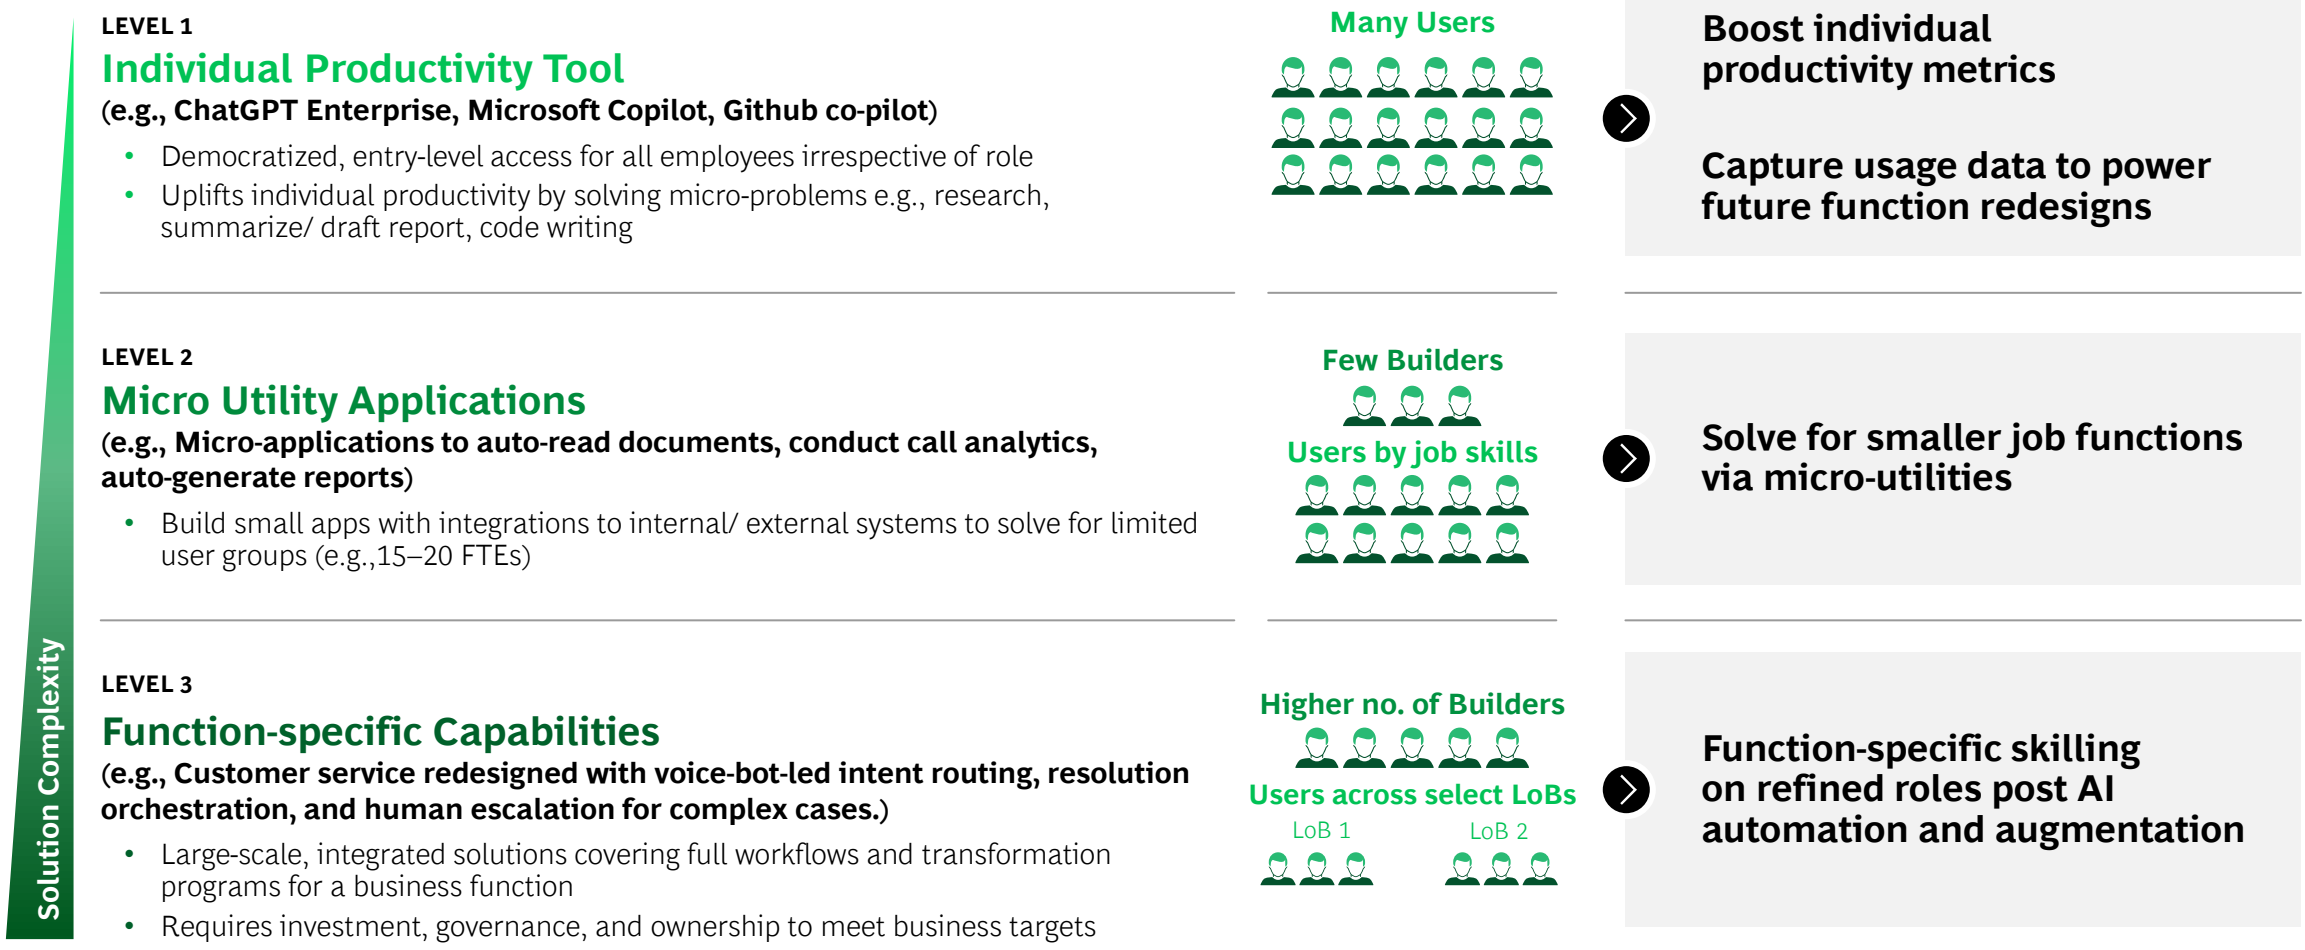 LEVEL 1
Individual Productivity Tool
(e.g., ChatGPT Enterprise, Microsoft Copilot, Github co-pilot)
• Democratized, entry-level access for all employees irrespective of role
• Uplifts individual productivity by solving micro-problems e.g., research,
summarize/ draft report, code writing
Many Users
Boost individual
productivity metrics
Capture usage data to power
future function redesigns
LEVEL 2
Micro Utility Applications
(e.g., Micro-applications to auto-read documents, conduct call analytics,
auto-generate reports)
• Build small apps with integrations to internal/ external systems to solve for limited
user groups (e.g.,15–20 FTEs)
Few Builders
Users by job skills
Solve for smaller job functions
via micro-utilities
LEVEL 3
Function-specific Capabilities
(e.g., Customer service redesigned with voice-bot-led intent routing, resolution
orchestration, and human escalation for complex cases.)
• Large-scale, integrated solutions covering full workflows and transformation
programs for a business function
• Requires investment, governance, and ownership to meet business targets
Higher no. of Builders
Users across select LoBs
LoB 1
LoB 2
Function-specific skilling
on refined roles post AI
automation and augmentation
Solution Complexity